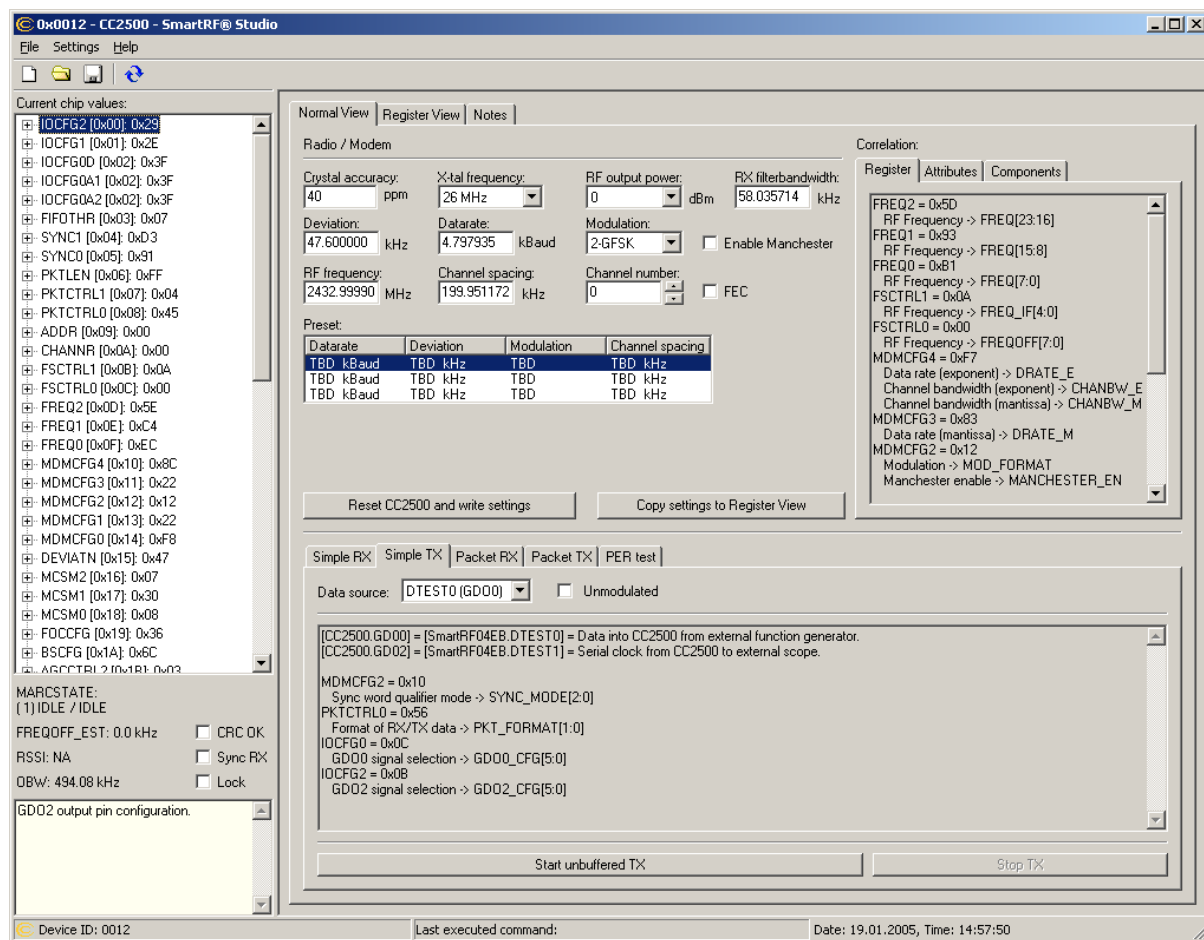 0x0012 - CC2500 - SmartRF® Studio
File Settings Help
Current chip values:
IOCFG2 [0x00]: 0x29
IOCFG1 [0x01]: 0x2E
IOCFG0D [0x02]: 0x3F
IOCFG0A1 [0x02]: 0x3F
IOCFG0A2 [0x02]: 0x3F
FIFOTHR [0x03]: 0x07
SYNC1 [0x04]: 0xD3
SYNC0 [0x05]: 0x91
PKTLEN [0x06]: 0xFF
PKTCTRL1 [0x07]: 0x04
PKTCTRL0 [0x08]: 0x45
ADDR [0x09]: 0x00
CHANNR [0x0A]: 0x00
FSCTRL1 [0x0B]: 0x0A
FSCTRL0 [0x0C]: 0x00
FREQ2 [0x0D]: 0x5E
FREQ1 [0x0E]: 0xC4
FREQ0 [0x0F]: 0xEC
MDMCFG4 [0x10]: 0x8C
MDMCFG3 [0x11]: 0x22
MDMCFG2 [0x12]: 0x12
MDMCFG1 [0x13]: 0x22
MDMCFG0 [0x14]: 0xF8
DEVIATN [0x15]: 0x47
MCSM2 [0x16]: 0x07
MCSM1 [0x17]: 0x30
MCSM0 [0x18]: 0x08
FOCCFG [0x19]: 0x36
BSCFG [0x1A]: 0x6C
AGCCTRL2 [0x1B]: 0x03
MARCSTATE:
(1) IDLE / IDLE
FREQOFF_EST: 0.0 kHz CRC OK
RSSI: NA Sync RX
OBW: 494.08 kHz Lock
GDO2 output pin configuration.
Normal View Register View Notes
Radio / Modem
Crystal accuracy: X-tal frequency: RF output power: RX filterbandwidth:
40 ppm 26 MHz 0 dBm 58.035714 kHz
Deviation: Datarate: Modulation:
47.600000 kHz 4.797935 kBaud 2-GFSK Enable Manchester
RF frequency: Channel spacing: Channel number:
2432.99990 MHz 199.951172 kHz 0 FEC
Preset:
Datarate Deviation Modulation Channel spacing
TBD kBaud TBD kHz TBD TBD kHz
TBD kBaud TBD kHz TBD TBD kHz
TBD kBaud TBD kHz TBD TBD kHz
Reset CC2500 and write settings Copy settings to Register View
Correlation:
Register Attributes Components
FREQ2 = 0x5D
RF Frequency -> FREQ[23:16]
FREQ1 = 0x93
RF Frequency -> FREQ[15:8]
FREQ0 = 0xB1
RF Frequency -> FREQ[7:0]
FSCTRL1 = 0x0A
RF Frequency -> FREQ_IF[4:0]
FSCTRL0 = 0x00
RF Frequency -> FREQOFF[7:0]
MDMCFG4 = 0xF7
Data rate (exponent) -> DRATE_E
Channel bandwidth (exponent) -> CHANBW_E
Channel bandwidth (mantissa) -> CHANBW_M
MDMCFG3 = 0x83
Data rate (mantissa) -> DRATE_M
MDMCFG2 = 0x12
Modulation -> MOD_FORMAT
Manchester enable -> MANCHESTER_EN
Simple RX Simple TX Packet RX Packet TX PER test
Data source: DTEST0 (GDO0) Unmodulated
[CC2500.GD00] = [SmartRF04EB.DTEST0] = Data into CC2500 from external function generator.
[CC2500.GD02] = [SmartRF04EB.DTEST1] = Serial clock from CC2500 to external scope.
MDMCFG2 = 0x10
Sync word qualifier mode -> SYNC_MODE[2:0]
PKTCTRL0 = 0x56
Format of RX/TX data -> PKT_FORMAT[1:0]
IOCFG0 = 0x0C
GDO0 signal selection -> GDO0_CFG[5:0]
IOCFG2 = 0x0B
GDO2 signal selection -> GDO2_CFG[5:0]
Start unbuffered TX Stop TX
Device ID: 0012 Last executed command: Date: 19.01.2005, Time: 14:57:50